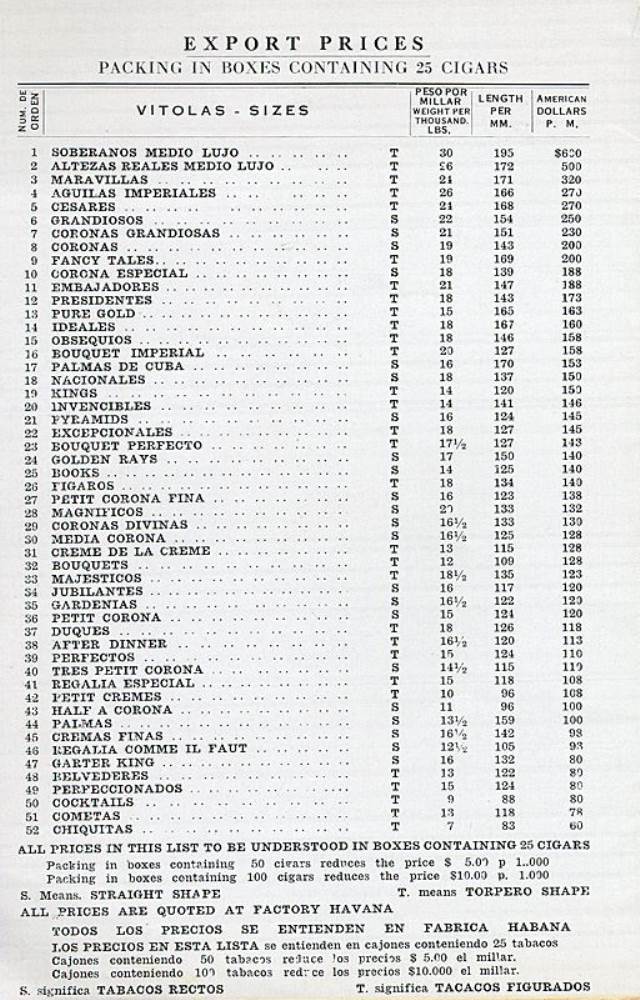 EXPORT PRICES
PACKING IN BOXES CONTAINING 25 CIGARS
NUM. DE ORDEN VITOLAS - SIZES PESO POR MILLAR WEIGHT PER THOUSAND. LBS. LENGTH PER MM. AMERICAN DOLLARS P. M.
1 SOBERANOS MEDIO LUJO T 30 195 $600
2 ALTEZAS REALES MEDIO LUJO T 26 172 500
3 MARAVILLAS T 24 171 320
4 AGUILAS IMPERIALES T 26 166 270
5 CESARES T 24 168 270
6 GRANDIOSOS S 22 154 250
7 CORONAS GRANDIOSAS S 21 151 230
8 CORONAS S 19 143 200
9 FANCY TALES T 19 169 200
10 CORONA ESPECIAL S 18 139 188
11 EMBAJADORES T 21 147 188
12 PRESIDENTES T 18 143 173
13 PURE GOLD T 15 165 163
14 IDEALES T 18 167 160
15 OBSEQUIOS T 18 146 158
16 BOUQUET IMPERIAL T 20 127 158
17 PALMAS DE CUBA S 16 170 153
18 NACIONALES S 18 137 150
19 KINGS T 14 120 150
20 INVENCIBLES T 14 141 146
21 PYRAMIDS S 16 124 145
22 EXCEPCIONALES T 18 127 145
23 BOUQUET PERFECTO T 17½ 127 143
24 GOLDEN RAYS S 17 150 140
25 BOOKS S 14 125 140
26 FIGAROS T 18 134 140
27 PETIT CORONA FINA S 16 123 138
28 MAGNIFICOS S 20 133 132
29 CORONAS DIVINAS S 16½ 133 130
30 MEDIA CORONA S 16½ 125 128
31 CREME DE LA CREME T 13 115 128
32 BOUQUETS T 12 109 128
33 MAJESTICOS T 18½ 135 123
34 JUBILANTES S 16 117 120
35 GARDENIAS S 16½ 122 120
36 PETIT CORONA S 15 124 120
37 DUQUES T 18 126 118
38 AFTER DINNER T 16½ 120 113
39 PERFECTOS T 15 124 110
40 TRES PETIT CORONA S 14½ 115 110
41 REGALIA ESPECIAL T 15 118 108
42 PETIT CREMES T 10 96 108
43 HALF A CORONA S 11 96 100
44 PALMAS S 13½ 159 100
45 CREMAS FINAS S 16½ 142 98
46 REGALIA COMME IL FAUT S 12½ 105 93
47 GARTER KING S 16 132 80
48 BELVEDERES T 13 122 80
49 PERFECCIONADOS T 15 124 80
50 COCKTAILS T 9 88 80
51 COMETAS T 13 118 78
52 CHIQUITAS T 7 83 60
ALL PRICES IN THIS LIST TO BE UNDERSTOOD IN BOXES CONTAINING 25 CIGARS
Packing in boxes containing 50 cigars reduces the price $ 5.00 p 1..000
Packing in boxes containing 100 cigars reduces the price $10.00 p. 1.000
S. Means. STRAIGHT SHAPE T. means TORPERO SHAPE
ALL PRICES ARE QUOTED AT FACTORY HAVANA
TODOS LOS PRECIOS SE ENTIENDEN EN FABRICA HABANA
LOS PRECIOS EN ESTA LISTA se entienden en cajones conteniendo 25 tabacos
Cajones conteniendo 50 tabacos reduce los precios $ 5.00 el millar.
Cajones conteniendo 100 tabacos reduce los precios $10.000 el millar.
S. significa TABACOS RECTOS T. significa TACACOS FIGURADOS